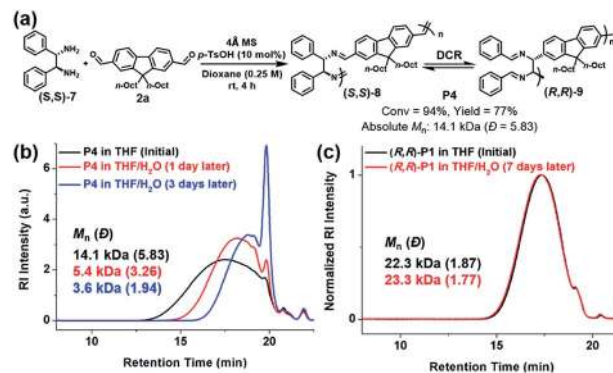 (a)
NH₂
NH₂
(S,S)-7
+
O
O
n-Oct
n-Oct
2a
4Å MS
p-TsOH (10 mol%)
Dioxane (0.25 M)
rt, 4 h
N
N
n
n-Oct
n-Oct
(S,S)-8
DCR
P4
N
N
n
n-Oct
n-Oct
(R,R)-9
Conv = 94%, Yield = 77%
Absolute Mn: 14.1 kDa (Đ = 5.83)
(b)
P4 in THF (Initial)
P4 in THF/H₂O (1 day later)
P4 in THF/H₂O (3 days later)
Mn (Đ)
14.1 kDa (5.83)
5.4 kDa (3.26)
3.6 kDa (1.94)
RI Intensity (a.u.)
6
4
2
0
10
15
20
Retention Time (min)
(c)
(R,R)-P1 in THF (Initial)
(R,R)-P1 in THF/H₂O (7 days later)
Mn (Đ)
22.3 kDa (1.87)
23.3 kDa (1.77)
Normalized RI Intensity
1
0
10
15
20
Retention Time (min)